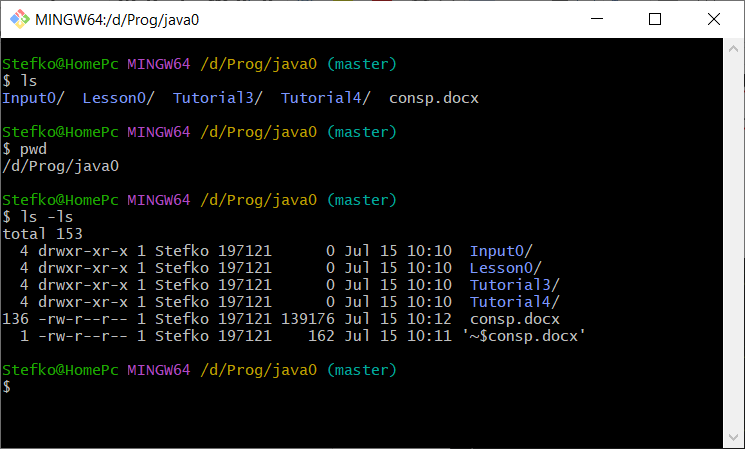 MINGW64:/d/Prog/java0
Stefko@HomePc MINGW64 /d/Prog/java0 (master)
$ ls
Input0/  Lesson0/  Tutorial3/  Tutorial4/  consp.docx
Stefko@HomePc MINGW64 /d/Prog/java0 (master)
$ pwd
/d/Prog/java0
Stefko@HomePc MINGW64 /d/Prog/java0 (master)
$ ls -ls
total 153
  4 drwxr-xr-x 1 Stefko 197121      0 Jul 15 10:10  Input0/
  4 drwxr-xr-x 1 Stefko 197121      0 Jul 15 10:10  Lesson0/
  4 drwxr-xr-x 1 Stefko 197121      0 Jul 15 10:10  Tutorial3/
  4 drwxr-xr-x 1 Stefko 197121      0 Jul 15 10:10  Tutorial4/
136 -rw-r--r-- 1 Stefko 197121 139176 Jul 15 10:12  consp.docx
  1 -rw-r--r-- 1 Stefko 197121    162 Jul 15 10:11 '~$consp.docx'
Stefko@HomePc MINGW64 /d/Prog/java0 (master)
$